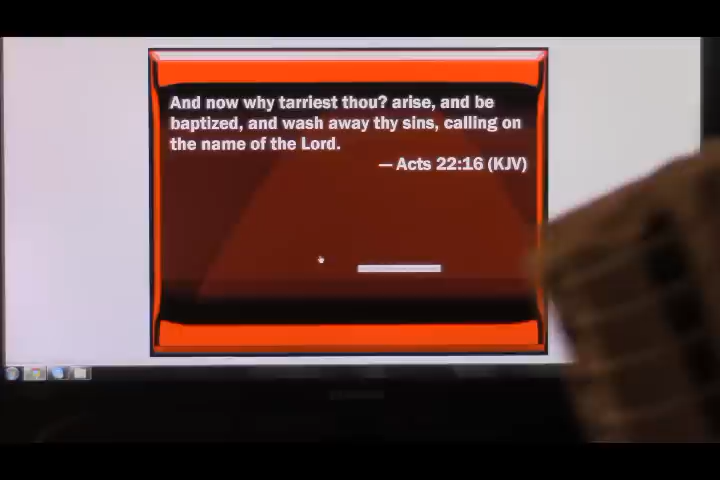 And now why tarriest thou? arise, and be
baptized, and wash away thy sins, calling on
the name of the Lord.
— Acts 22:16 (KJV)